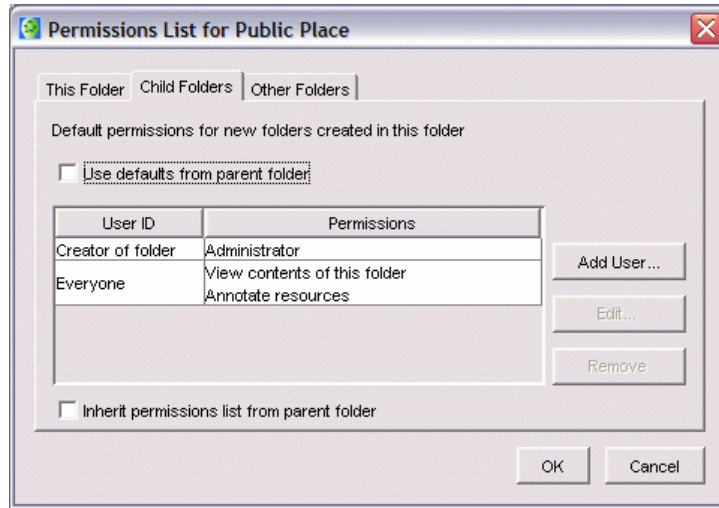 Permissions List for Public Place
This Folder Child Folders Other Folders
Default permissions for new folders created in this folder
Use defaults from parent folder
User ID Permissions
Creator of folder Administrator
Everyone View contents of this folder
Annotate resources
Add User...
Edit...
Remove
Inherit permissions list from parent folder
OK Cancel